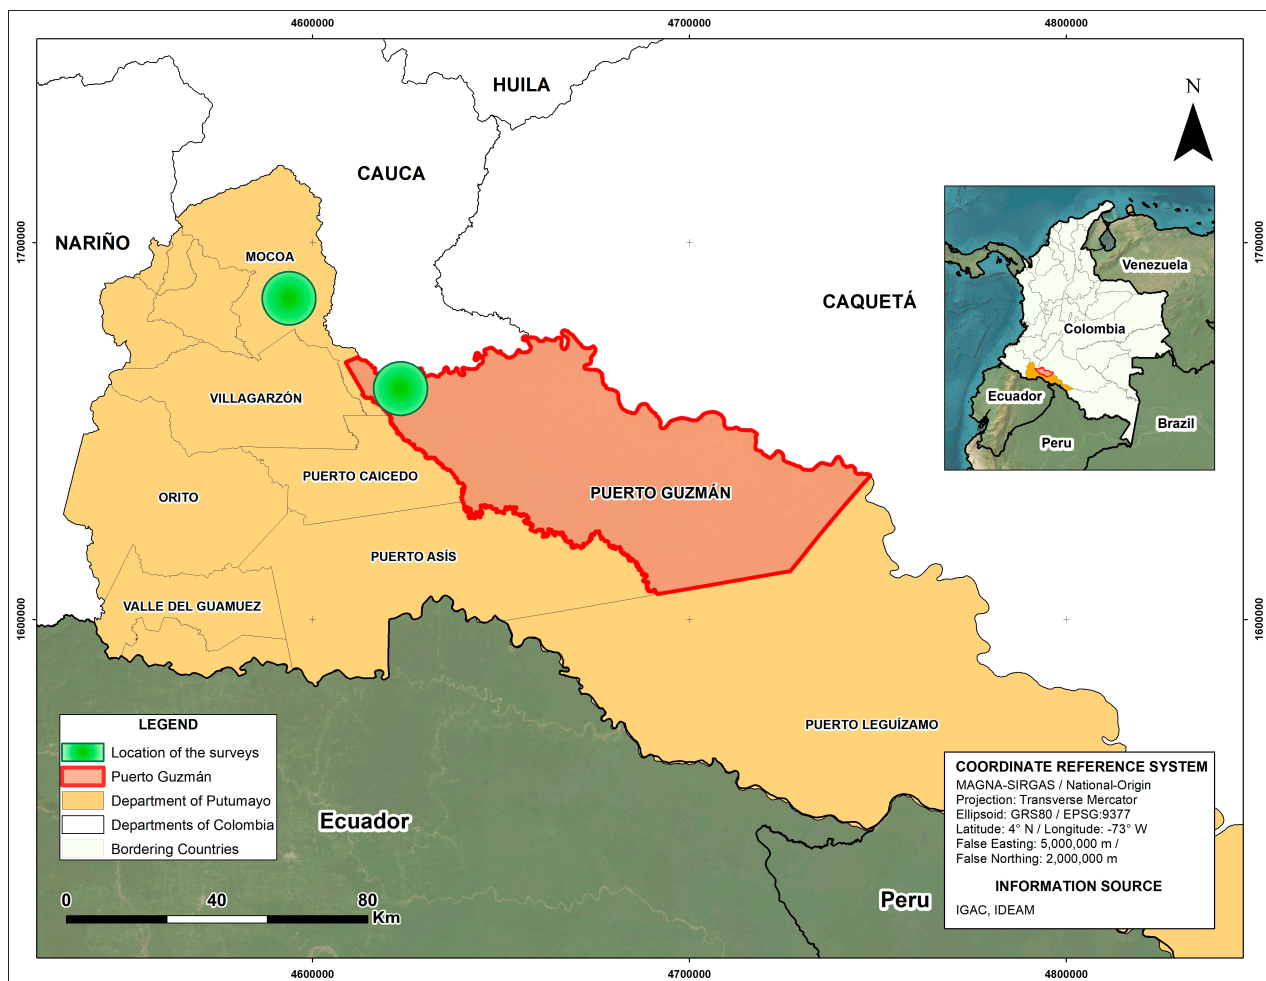 4600000
4700000
4800000
HUILA
N
CAUCA
NARIÑO
1700000
1700000
MOCOA
CAQUETÁ
Venezuela
Colombia
Ecuador
Brazil
Peru
VILLAGARZÓN
PUERTO CAICEDO
PUERTO GUZMÁN
ORITO
PUERTO ASÍS
VALLE DEL GUAMUEZ
1600000
1600000
PUERTO LEGUÍZAMO
LEGEND
Location of the surveys
Puerto Guzmán
Department of Putumayo
Departments of Colombia
Bordering Countries
Ecuador
Peru
0 40 80
Km
COORDINATE REFERENCE SYSTEM
MAGNA-SIRGAS / National-Origin
Projection: Transverse Mercator
Ellipsoid: GRS80 / EPSG:9377
Latitude: 4° N / Longitude: -73° W
False Easting: 5,000,000 m /
False Northing: 2,000,000 m
INFORMATION SOURCE
IGAC, IDEAM
4600000
4700000
4800000